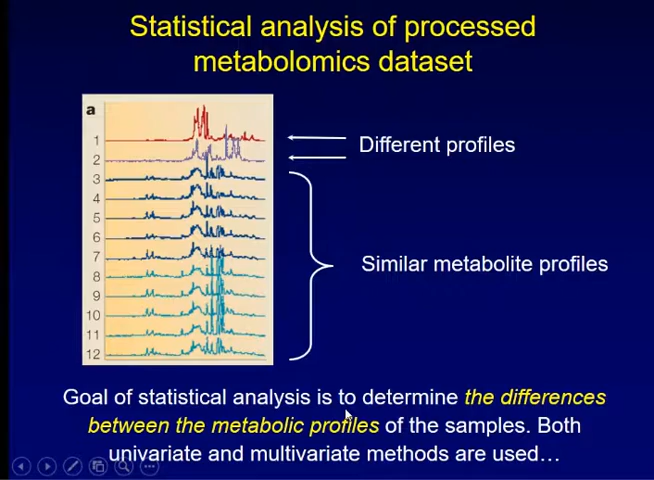 Statistical analysis of processed
metabolomics dataset
a
1
2
3
4
5
6
7
8
9
10
11
12
Different profiles
Similar metabolite profiles
Goal of statistical analysis is to determine the differences
between the metabolic profiles of the samples. Both
univariate and multivariate methods are used…